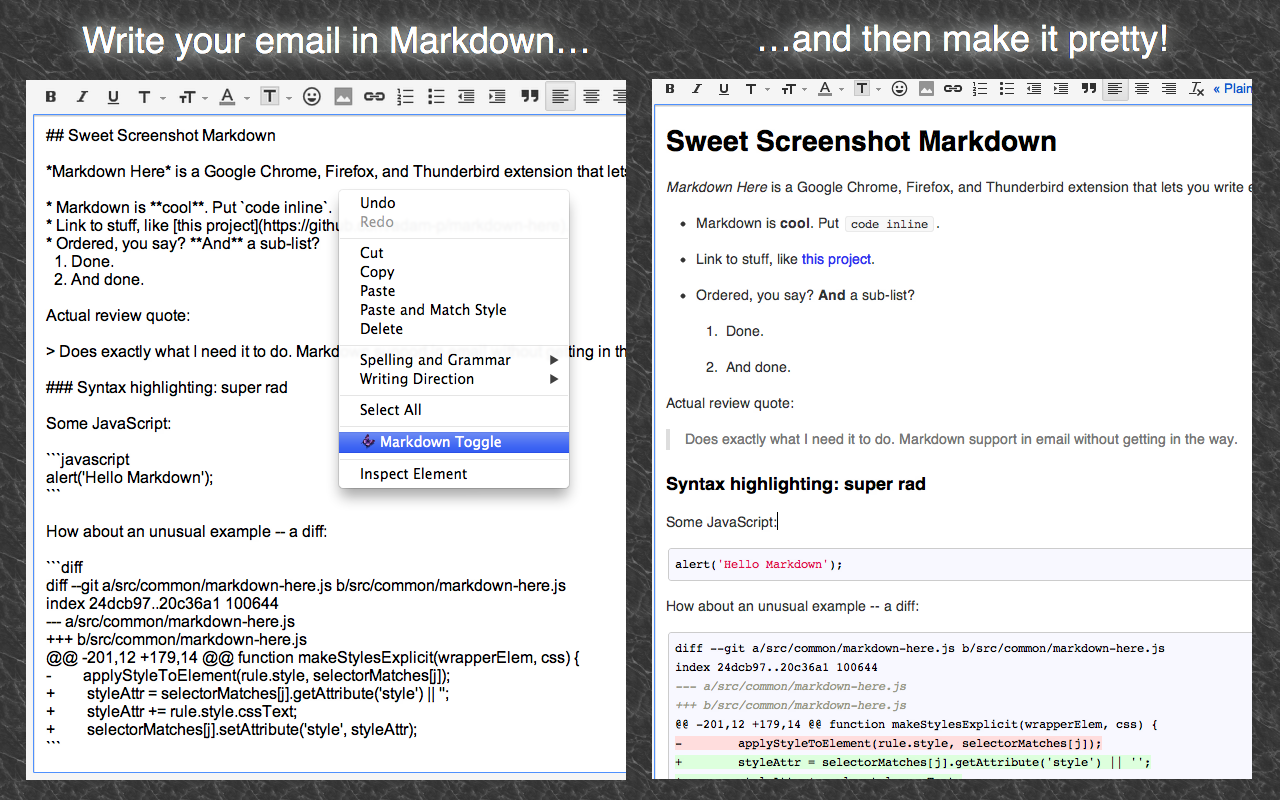 Write your email in Markdown…
## Sweet Screenshot Markdown
*Markdown Here* is a Google Chrome, Firefox, and Thunderbird extension that lets
* Markdown is **cool**. Put `code inline`.
* Link to stuff, like [this project](https://github
* Ordered, you say? **And** a sub-list?
1. Done.
2. And done.
Actual review quote:
> Does exactly what I need it to do. Markdown
### Syntax highlighting: super rad
Some JavaScript:
```javascript
alert('Hello Markdown');
```
How about an unusual example -- a diff:
```diff
diff --git a/src/common/markdown-here.js b/src/common/markdown-here.js
index 24dcb97..20c36a1 100644
--- a/src/common/markdown-here.js
+++ b/src/common/markdown-here.js
@@ -201,12 +179,14 @@ function makeStylesExplicit(wrapperElem, css) {
- applyStyleToElement(rule.style, selectorMatches[j]);
+ styleAttr = selectorMatches[j].getAttribute('style') || '';
+ styleAttr += rule.style.cssText;
+ selectorMatches[j].setAttribute('style', styleAttr);
```
Undo
Redo
Cut
Copy
Paste
Paste and Match Style
Delete
Spelling and Grammar
Writing Direction
Select All
Markdown Toggle
Inspect Element
…and then make it pretty!
« Plain
Sweet Screenshot Markdown
Markdown Here is a Google Chrome, Firefox, and Thunderbird extension that lets you write
• Markdown is cool. Put code inline .
• Link to stuff, like this project.
• Ordered, you say? And a sub-list?
1. Done.
2. And done.
Actual review quote:
Does exactly what I need it to do. Markdown support in email without getting in the way.
Syntax highlighting: super rad
Some JavaScript:
alert('Hello Markdown');
How about an unusual example -- a diff:
diff --git a/src/common/markdown-here.js b/src/common/markdown-here.js
index 24dcb97..20c36a1 100644
--- a/src/common/markdown-here.js
+++ b/src/common/markdown-here.js
@@ -201,12 +179,14 @@ function makeStylesExplicit(wrapperElem, css) {
- applyStyleToElement(rule.style, selectorMatches[j]);
+ styleAttr = selectorMatches[j].getAttribute('style') || '';